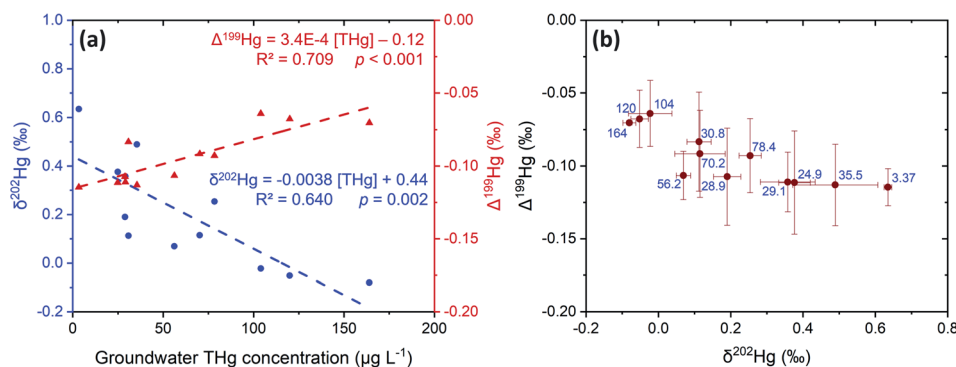 (a)
Δ¹⁹⁹Hg = 3.4E-4 [THg] – 0.12
R² = 0.709 p < 0.001
δ²⁰²Hg = -0.0038 [THg] + 0.44
R² = 0.640 p = 0.002
δ²⁰²Hg (‰)
1.0
0.8
0.6
0.4
0.2
0.0
-0.2
0.00
-0.05
-0.10
-0.15
-0.20
Δ¹⁹⁹Hg (‰)
0 50 100 150 200
Groundwater THg concentration (µg L⁻¹)
(b)
Δ¹⁹⁹Hg (‰)
0.00
-0.05
-0.10
-0.15
-0.20
120
104
164
30.8
70.2
78.4
56.2
28.9
24.9
29.1
35.5
3.37
-0.2 0.0 0.2 0.4 0.6 0.8
δ²⁰²Hg (‰)